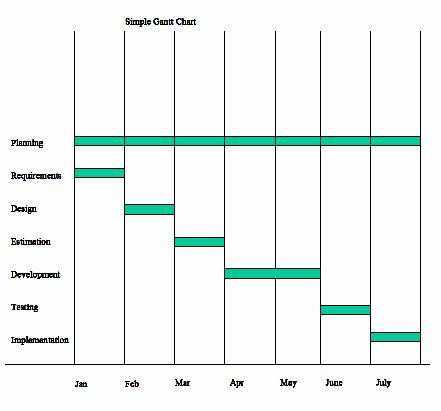 Simple Gantt Chart
Planning
Requirements
Design
Estimation
Development
Testing
Implementation
Jan Feb Mar Apr May June July